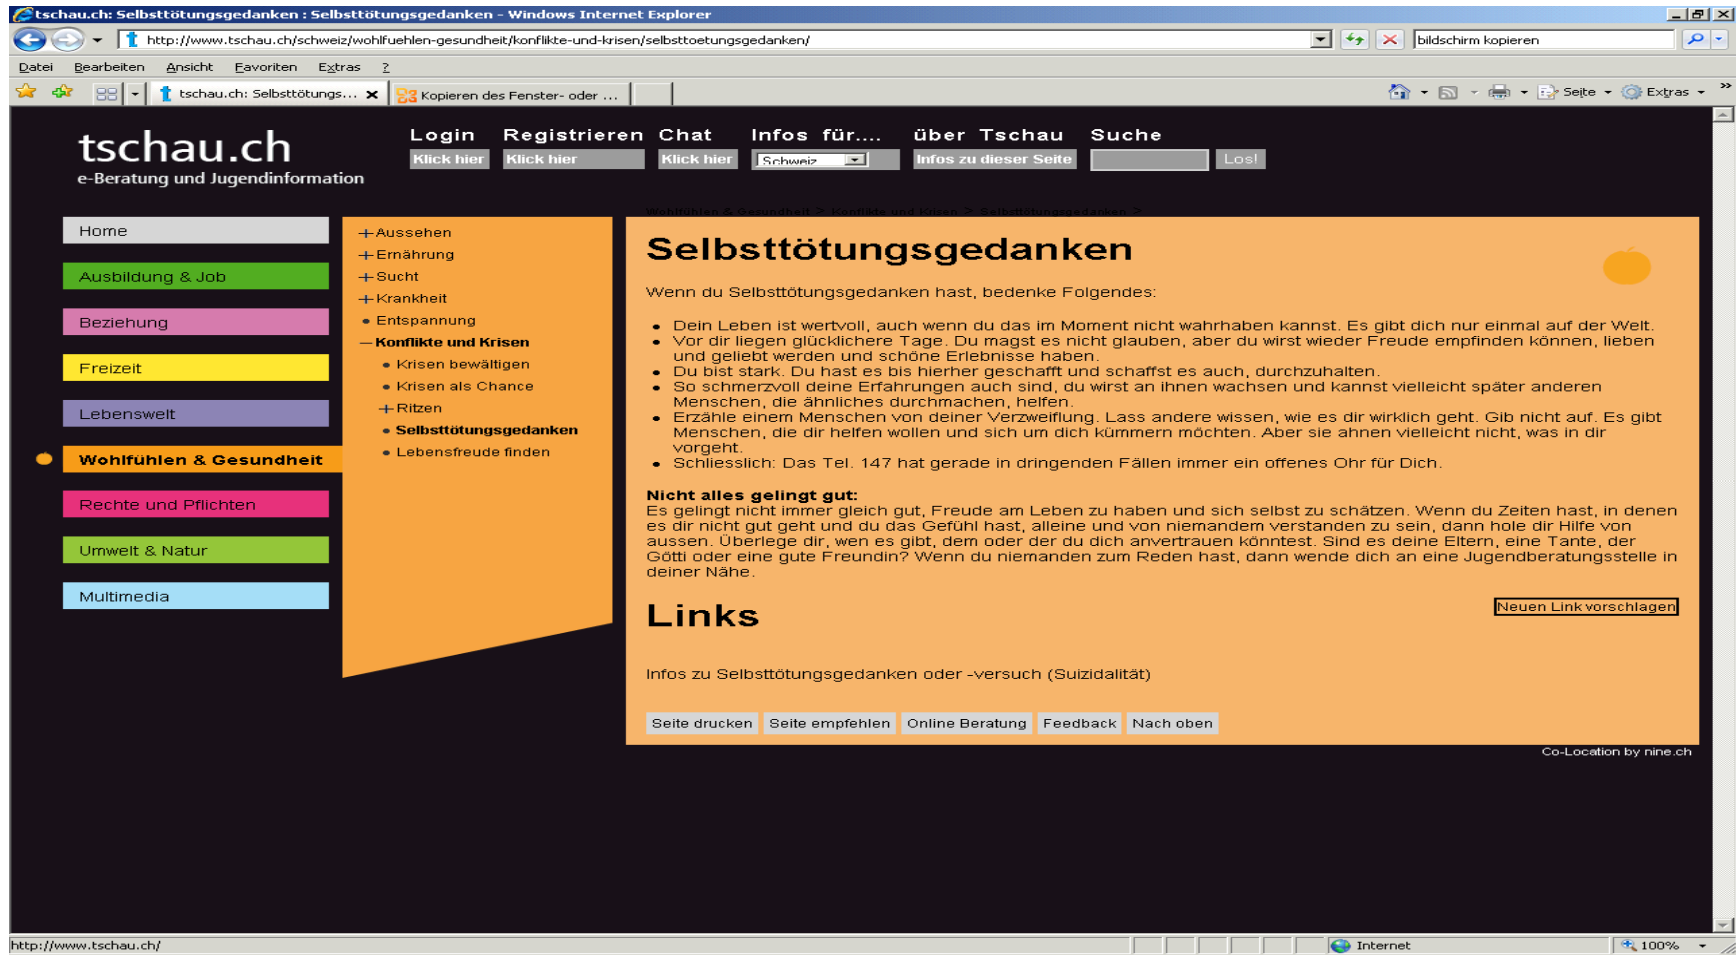 tschau.ch: Selbsttötungsgedanken : Selbsttötungsgedanken - Windows Internet Explorer
http://www.tschau.ch/schweiz/wohlfuehlen-gesundheit/konflikte-und-krisen/selbsttoetungsgedanken/
bildschirm kopieren
Datei Bearbeiten Ansicht Favoriten Extras ?
tschau.ch: Selbsttötungs... Kopieren des Fenster- oder ...
Seite Extras »
tschau.ch
e-Beratung und Jugendinformation
Login Registrieren Chat Infos für.... über Tschau Suche
Klick hier Klick hier Klick hier Schweiz Infos zu dieser Seite Los!
Wohlfühlen & Gesundheit > Konflikte und Krisen > Selbsttötungsgedanken >
Home
Ausbildung & Job
Beziehung
Freizeit
Lebenswelt
Wohlfühlen & Gesundheit
Rechte und Pflichten
Umwelt & Natur
Multimedia
+Aussehen
+Ernährung
+Sucht
+Krankheit
• Entspannung
—Konflikte und Krisen
• Krisen bewältigen
• Krisen als Chance
+Ritzen
• Selbsttötungsgedanken
• Lebensfreude finden
Selbsttötungsgedanken
Wenn du Selbsttötungsgedanken hast, bedenke Folgendes:
• Dein Leben ist wertvoll, auch wenn du das im Moment nicht wahrhaben kannst. Es gibt dich nur einmal auf der Welt.
• Vor dir liegen glücklichere Tage. Du magst es nicht glauben, aber du wirst wieder Freude empfinden können, lieben
und geliebt werden und schöne Erlebnisse haben.
• Du bist stark. Du hast es bis hierher geschafft und schaffst es auch, durchzuhalten.
• So schmerzvoll deine Erfahrungen auch sind, du wirst an ihnen wachsen und kannst vielleicht später anderen
Menschen, die ähnliches durchmachen, helfen.
• Erzähle einem Menschen von deiner Verzweiflung. Lass andere wissen, wie es dir wirklich geht. Gib nicht auf. Es gibt
Menschen, die dir helfen wollen und sich um dich kümmern möchten. Aber sie ahnen vielleicht nicht, was in dir
vorgeht.
• Schliesslich: Das Tel. 147 hat gerade in dringenden Fällen immer ein offenes Ohr für Dich.
Nicht alles gelingt gut:
Es gelingt nicht immer gleich gut, Freude am Leben zu haben und sich selbst zu schätzen. Wenn du Zeiten hast, in denen
es dir nicht gut geht und du das Gefühl hast, alleine und von niemandem verstanden zu sein, dann hole dir Hilfe von
aussen. Überlege dir, wen es gibt, dem oder der du dich anvertrauen könntest. Sind es deine Eltern, eine Tante, der
Götti oder eine gute Freundin? Wenn du niemanden zum Reden hast, dann wende dich an eine Jugendberatungsstelle in
deiner Nähe.
Links
Neuen Link vorschlagen
Infos zu Selbsttötungsgedanken oder -versuch (Suizidalität)
Seite drucken Seite empfehlen Online Beratung Feedback Nach oben
Co-Location by nine.ch
http://www.tschau.ch/ Internet 100%